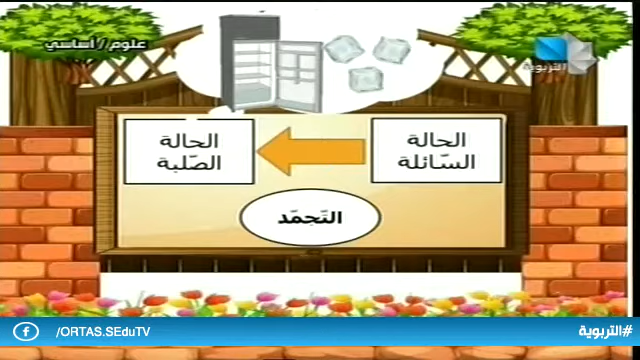 علوم / أساسي
التربوية
الحالة
السّائلة
الحالة
الصّلبة
التّجمّد
/ORTAS.SEduTV
#التربوية